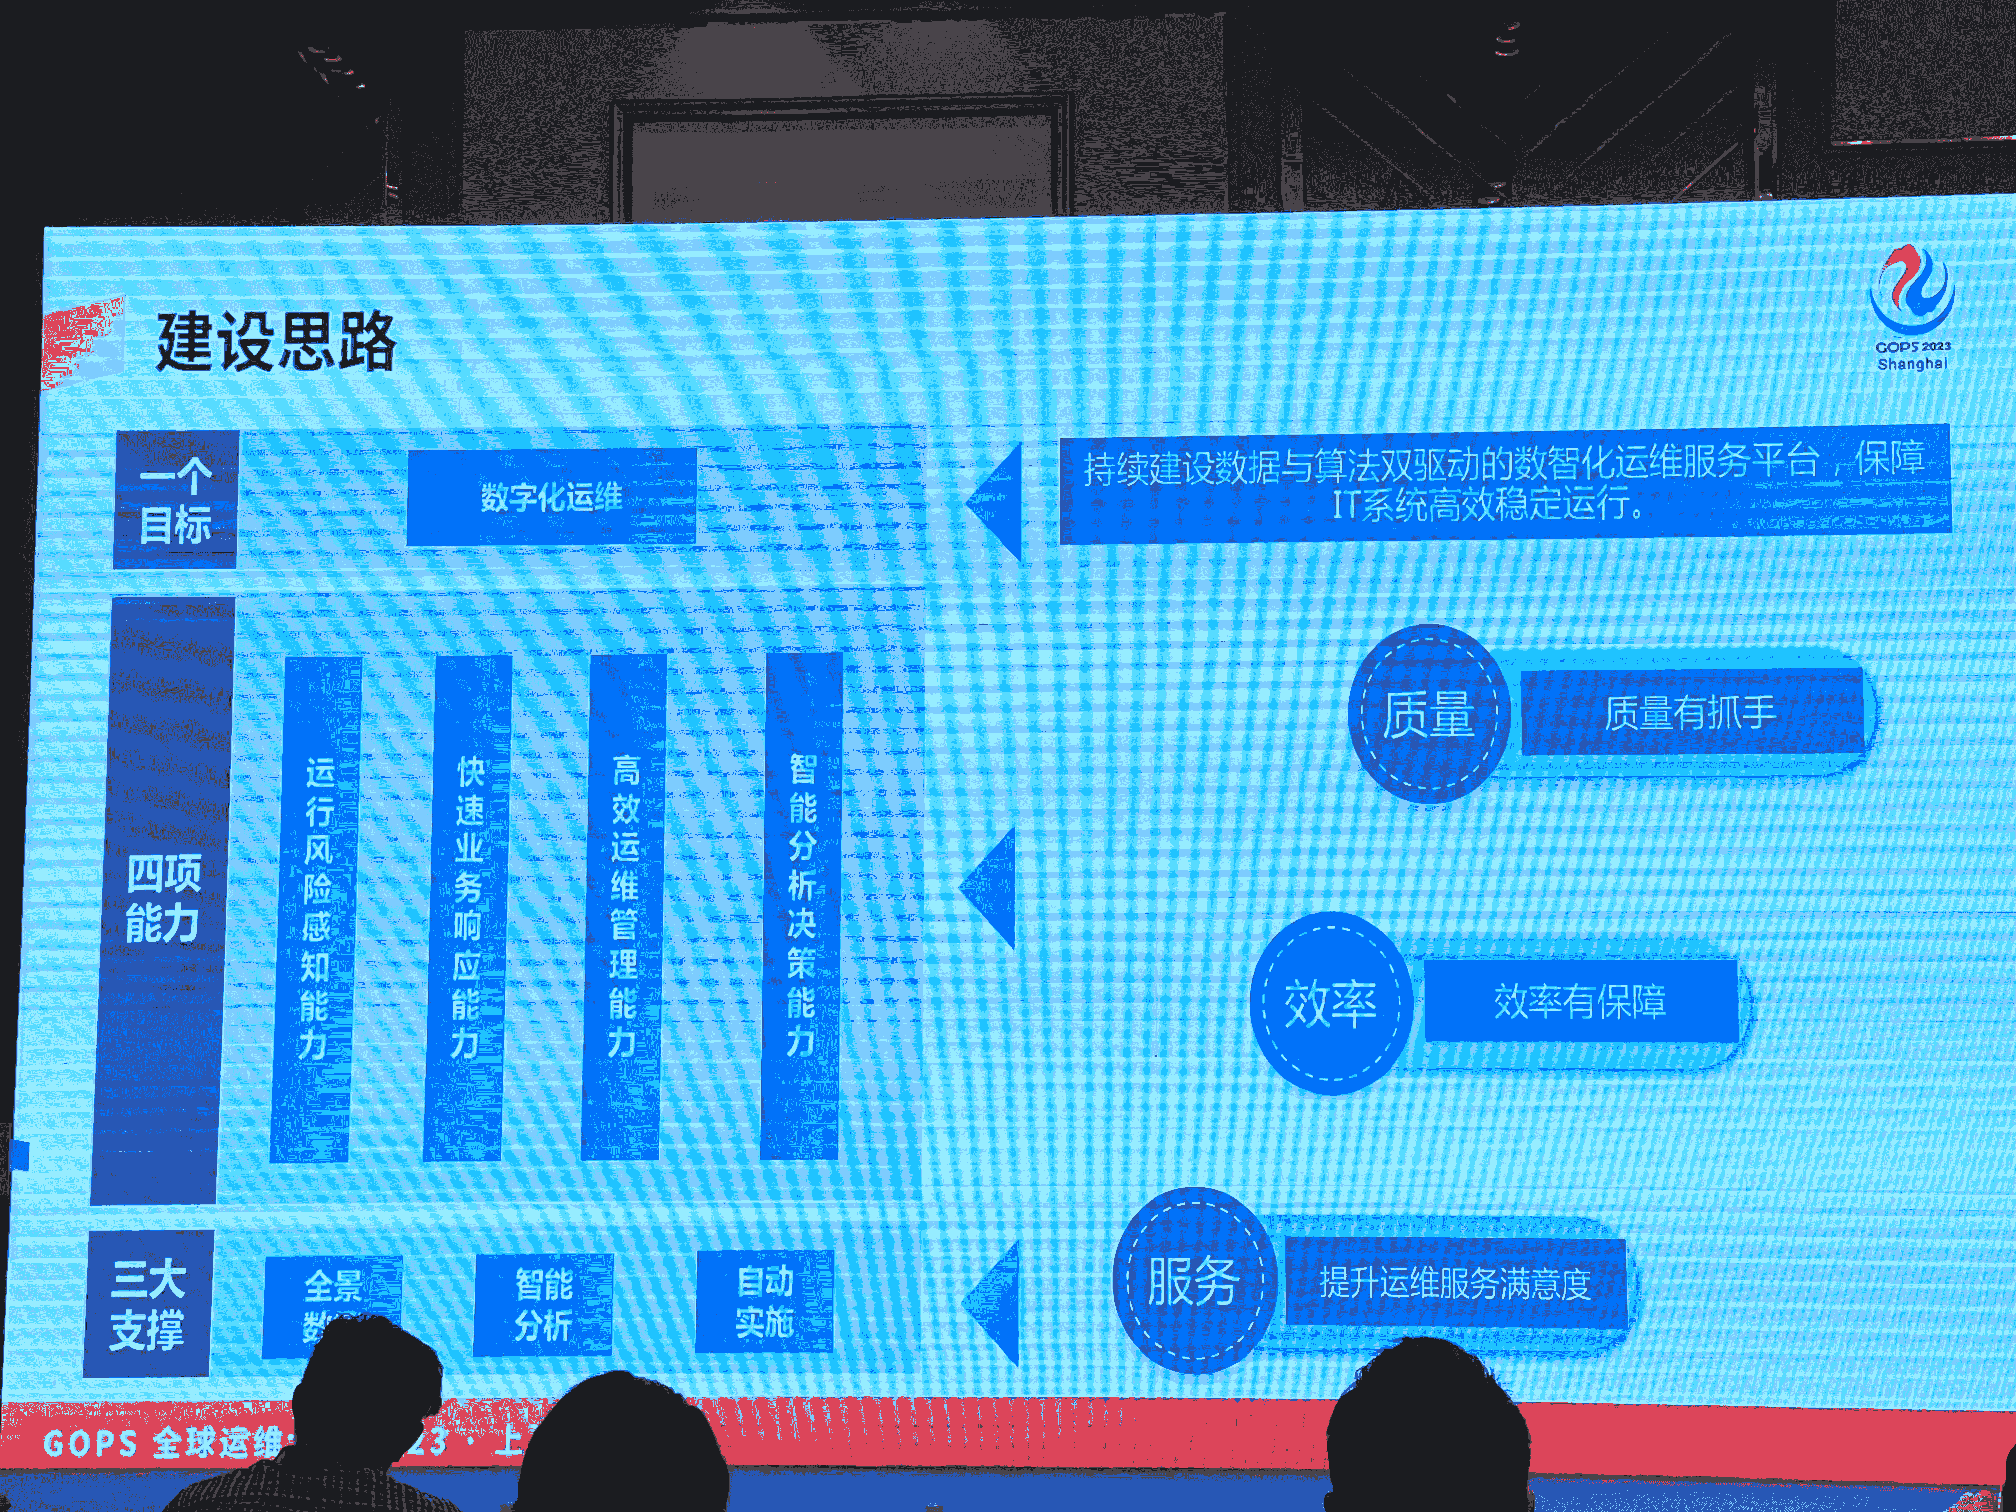 建设思路
GOPS 2023
Shanghai
一个
目标
数字化运维
持续建设数据与算法双驱动的数智化运维服务平台，保障
IT系统高效稳定运行。
四项
能力
运行风险感知能力
快速业务响应能力
高效运维管理能力
智能分析决策能力
质量
质量有抓手
效率
效率有保障
服务
提升运维服务满意度
三大
支撑
全景
数
智能
分析
自动
实施
GOPS 全球运维 23 · 上